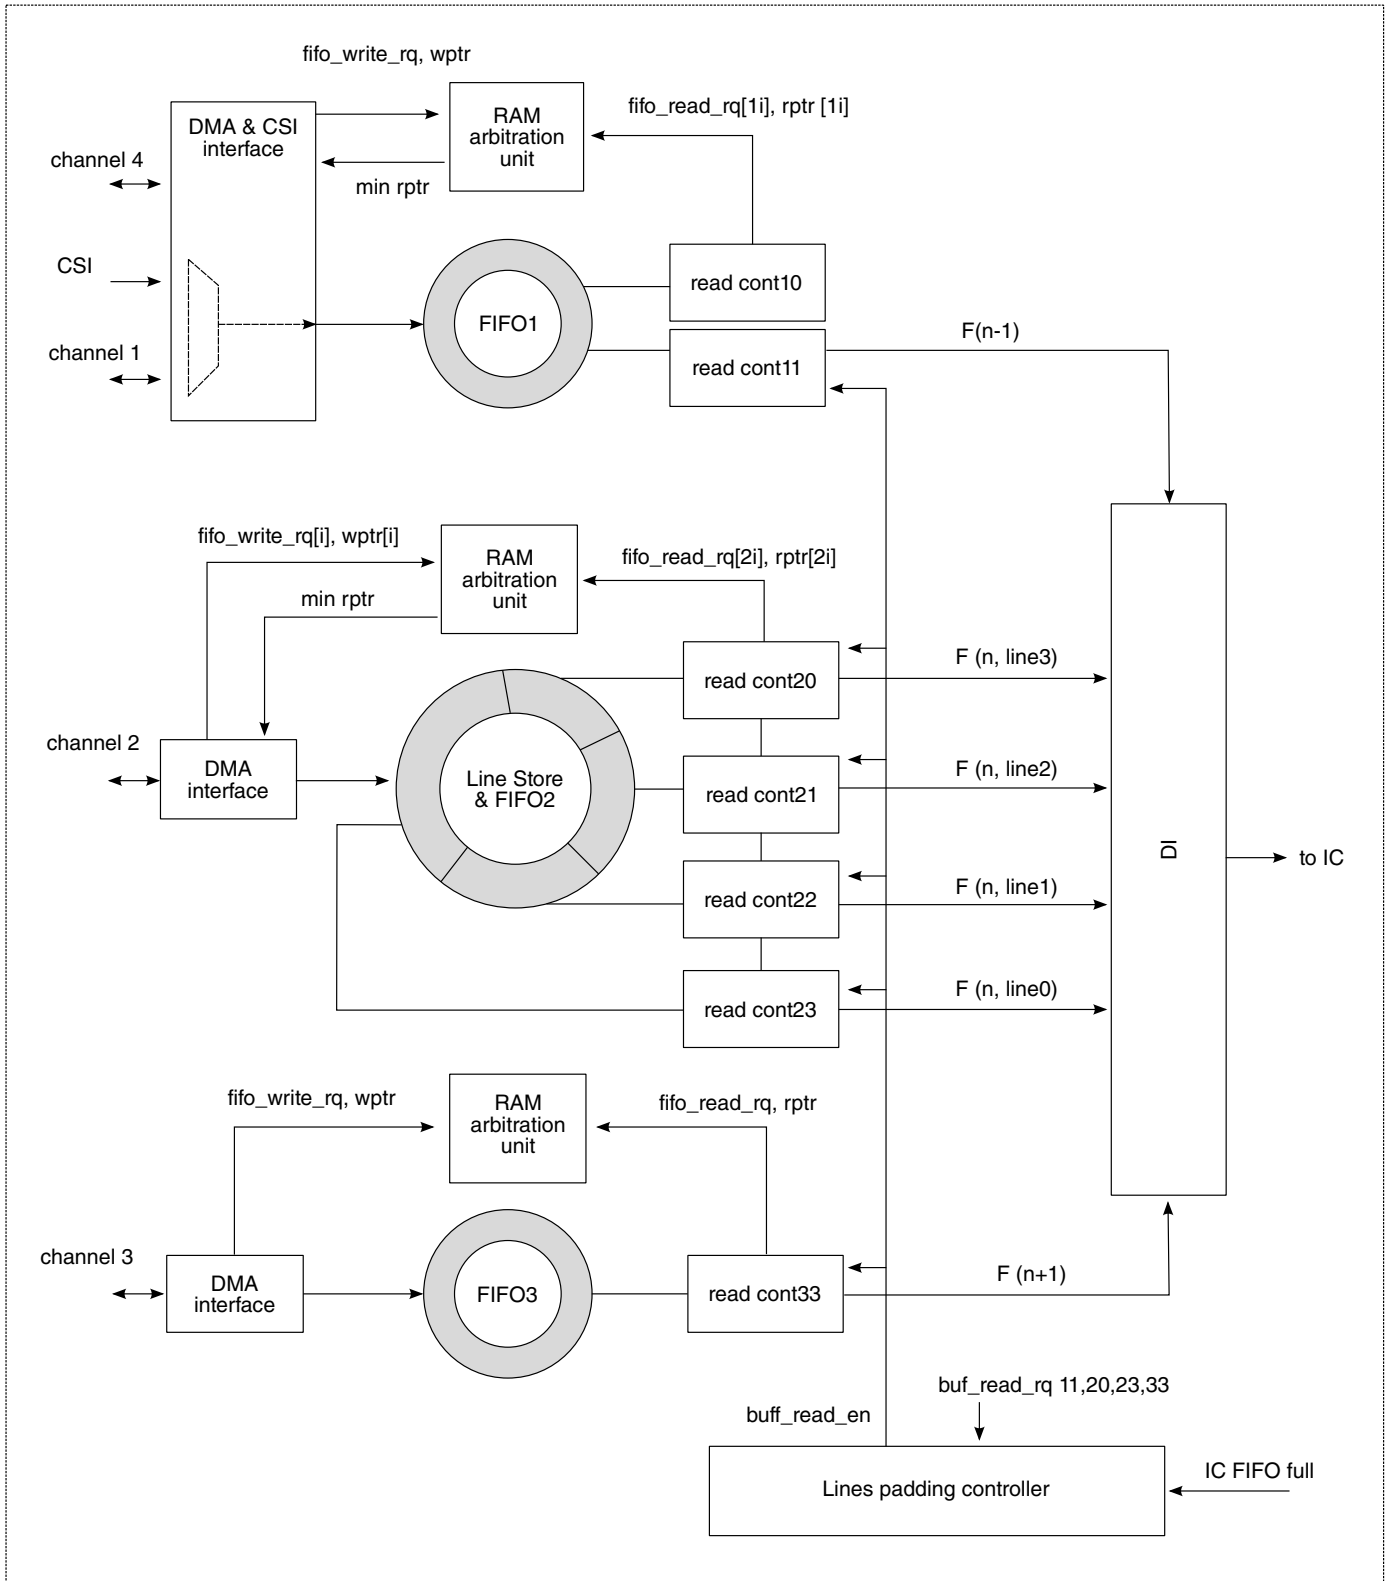 fifo_write_rq, wptr
DMA & CSI
interface
RAM
arbitration
unit
fifo_read_rq[1i], rptr [1i]
channel 4
min rptr
CSI
channel 1
FIFO1
read cont10
read cont11
F(n-1)
fifo_write_rq[i], wptr[i]
RAM
arbitration
unit
fifo_read_rq[2i], rptr[2i]
min rptr
channel 2
DMA
interface
Line Store
& FIFO2
read cont20
F (n, line3)
read cont21
F (n, line2)
read cont22
F (n, line1)
read cont23
F (n, line0)
DI
to IC
fifo_write_rq, wptr
RAM
arbitration
unit
fifo_read_rq, rptr
channel 3
DMA
interface
FIFO3
read cont33
F (n+1)
buf_read_rq 11,20,23,33
buff_read_en
Lines padding controller
IC FIFO full